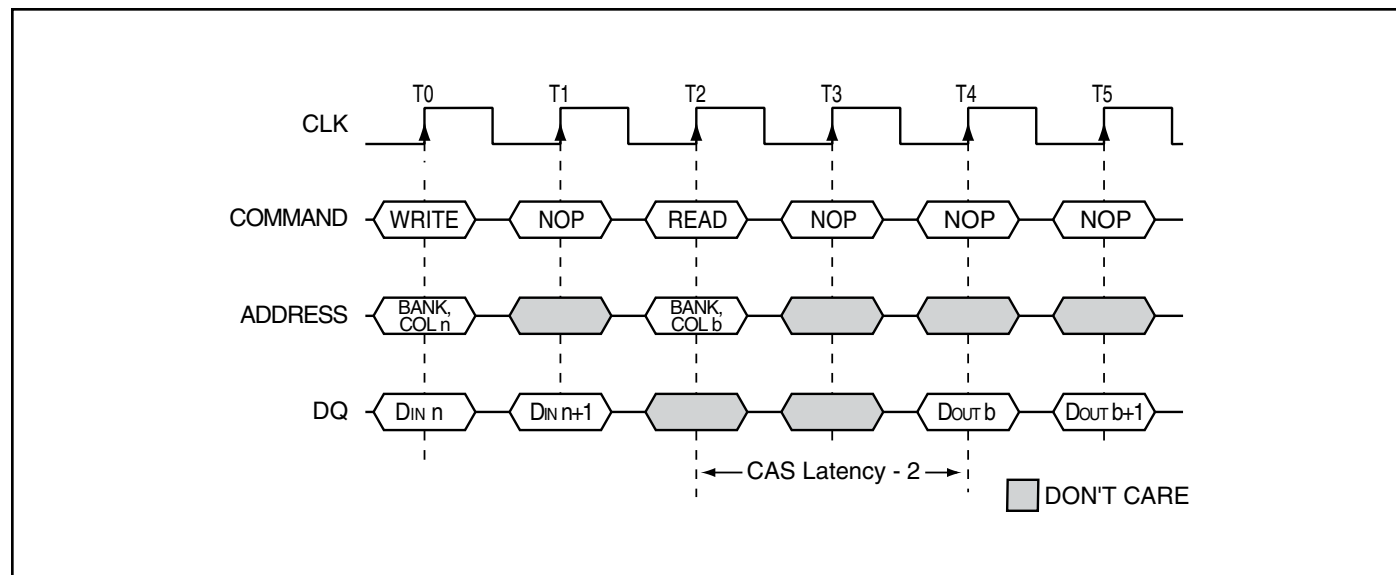 T0 T1 T2 T3 T4 T5
CLK
COMMAND WRITE NOP READ NOP NOP NOP
ADDRESS BANK, COL n BANK, COL b
DQ DIN n DIN n+1 DOUT b DOUT b+1
CAS Latency - 2
DON'T CARE